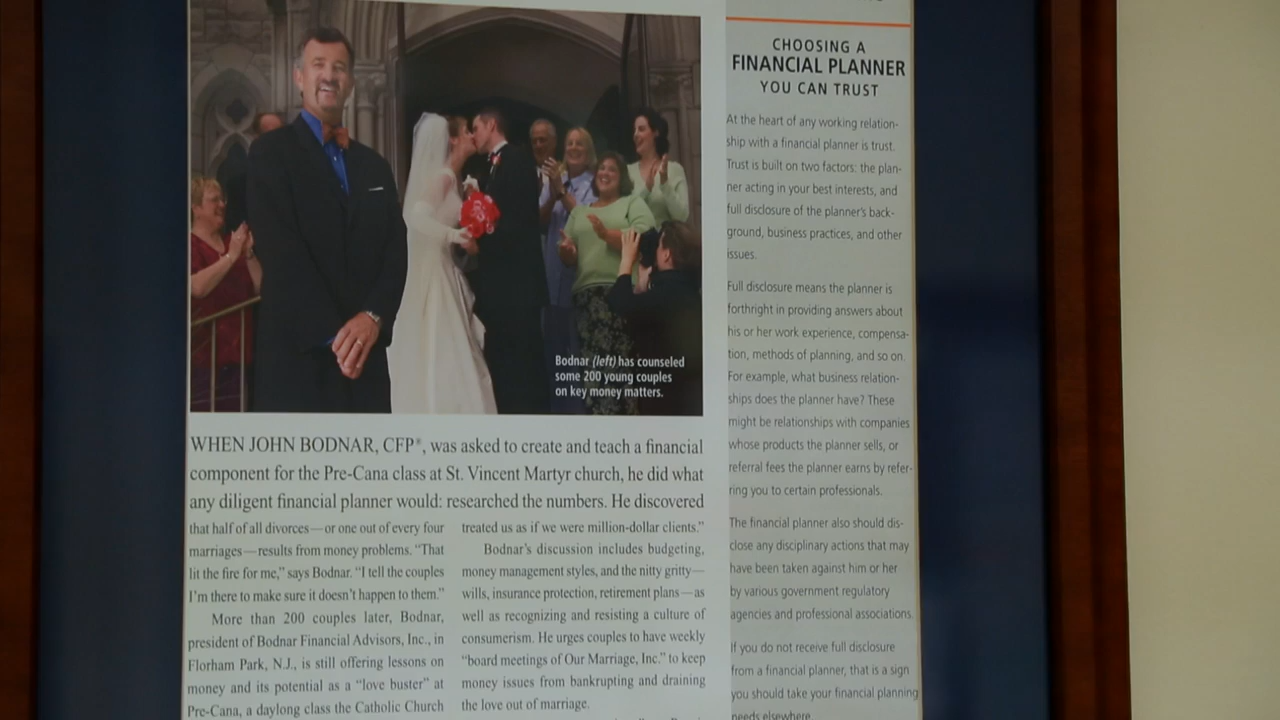 Bodnar (left) has counseled
some 200 young couples
on key money matters.
WHEN JOHN BODNAR, CFP®, was asked to create and teach a financial
component for the Pre-Cana class at St. Vincent Martyr church, he did what
any diligent financial planner would: researched the numbers. He discovered
that half of all divorces—or one out of every four
marriages—results from money problems. “That
lit the fire for me,” says Bodnar. “I tell the couples
I’m there to make sure it doesn’t happen to them.”
More than 200 couples later, Bodnar,
president of Bodnar Financial Advisors, Inc., in
Florham Park, N.J., is still offering lessons on
money and its potential as a “love buster” at
Pre-Cana, a daylong class the Catholic Church
treated us as if we were million-dollar clients.”
Bodnar’s discussion includes budgeting,
money management styles, and the nitty gritty—
wills, insurance protection, retirement plans—as
well as recognizing and resisting a culture of
consumerism. He urges couples to have weekly
“board meetings of Our Marriage, Inc.” to keep
money issues from bankrupting and draining
the love out of marriage.
CHOOSING A
FINANCIAL PLANNER
YOU CAN TRUST
At the heart of any working relation-
ship with a financial planner is trust.
Trust is built on two factors: the plan-
ner acting in your best interests, and
full disclosure of the planner’s back-
ground, business practices, and other
issues.
Full disclosure means the planner is
forthright in providing answers about
his or her work experience, compensa-
tion, methods of planning, and so on.
For example, what business relation-
ships does the planner have? These
might be relationships with companies
whose products the planner sells, or
referral fees the planner earns by refer-
ring you to certain professionals.
The financial planner also should dis-
close any disciplinary actions that may
have been taken against him or her
by various government regulatory
agencies and professional associations.
If you do not receive full disclosure
from a financial planner, that is a sign
you should take your financial planning
needs elsewhere.